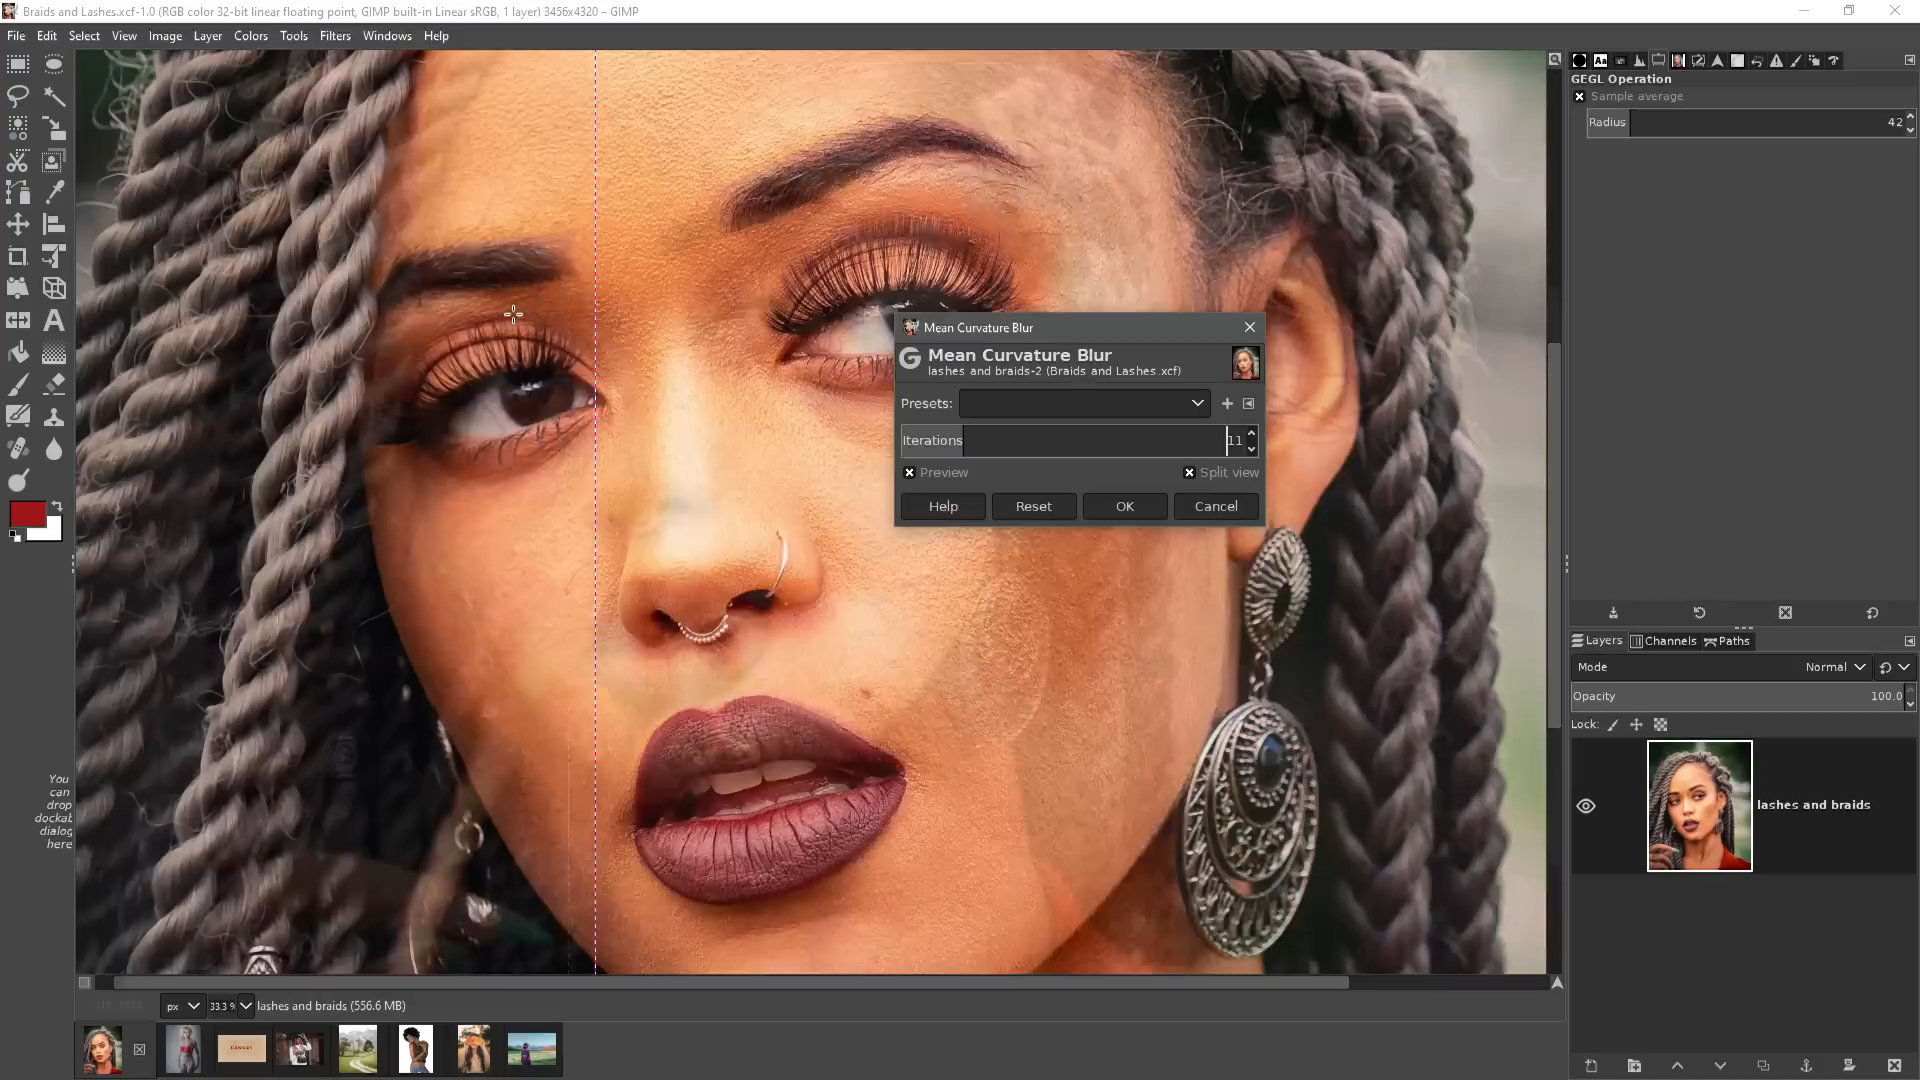 Braids and Lashes.xcf-1.0 (RGB color 32-bit linear floating point, GIMP built-in Linear sRGB, 1 layer) 3456x4320 – GIMP
File Edit Select View Image Layer Colors Tools Filters Windows Help
GEGL Operation
Sample average
Radius 42
Mean Curvature Blur
Mean Curvature Blur
lashes and braids-2 (Braids and Lashes.xcf)
Presets:
Iterations 11
Preview Split view
Help Reset OK Cancel
Layers Channels Paths
Mode Normal
Opacity 100.0
Lock:
lashes and braids
You
can
drop
dockab
dialog
here
px 33.3 % lashes and braids (556.6 MB)
CANVAS